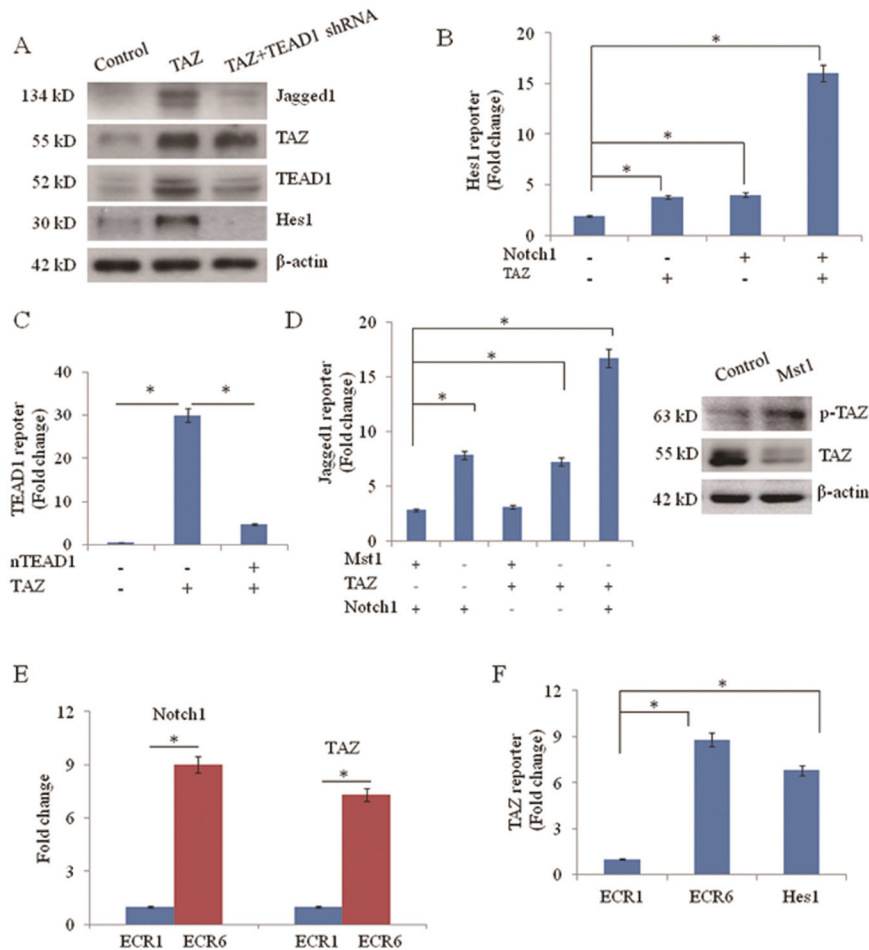 A
Control TAZ TAZ+TEAD1 shRNA
134 kD Jagged1
55 kD TAZ
52 kD TEAD1
30 kD Hes1
42 kD β-actin
B
Hes1 reporter
(Fold change)
20
15
10
5
0
* * *
Notch1 - - + +
TAZ - + - +
C
TEAD1 repoter
(Fold change)
40
30
20
10
0
* *
nTEAD1 - - +
TAZ - + +
D
Jagged1 reporter
(Fold change)
20
15
10
5
0
* * *
Mst1 + - + - -
TAZ - - + + +
Notch1 + + - - +
Control Mst1
63 kD p-TAZ
55 kD TAZ
42 kD β-actin
E
Fold change
12
9
6
3
0
Notch1
*
TAZ
*
ECR1 ECR6 ECR1 ECR6
F
TAZ reporter
(Fold change)
12
9
6
3
0
* *
ECR1 ECR6 Hes1